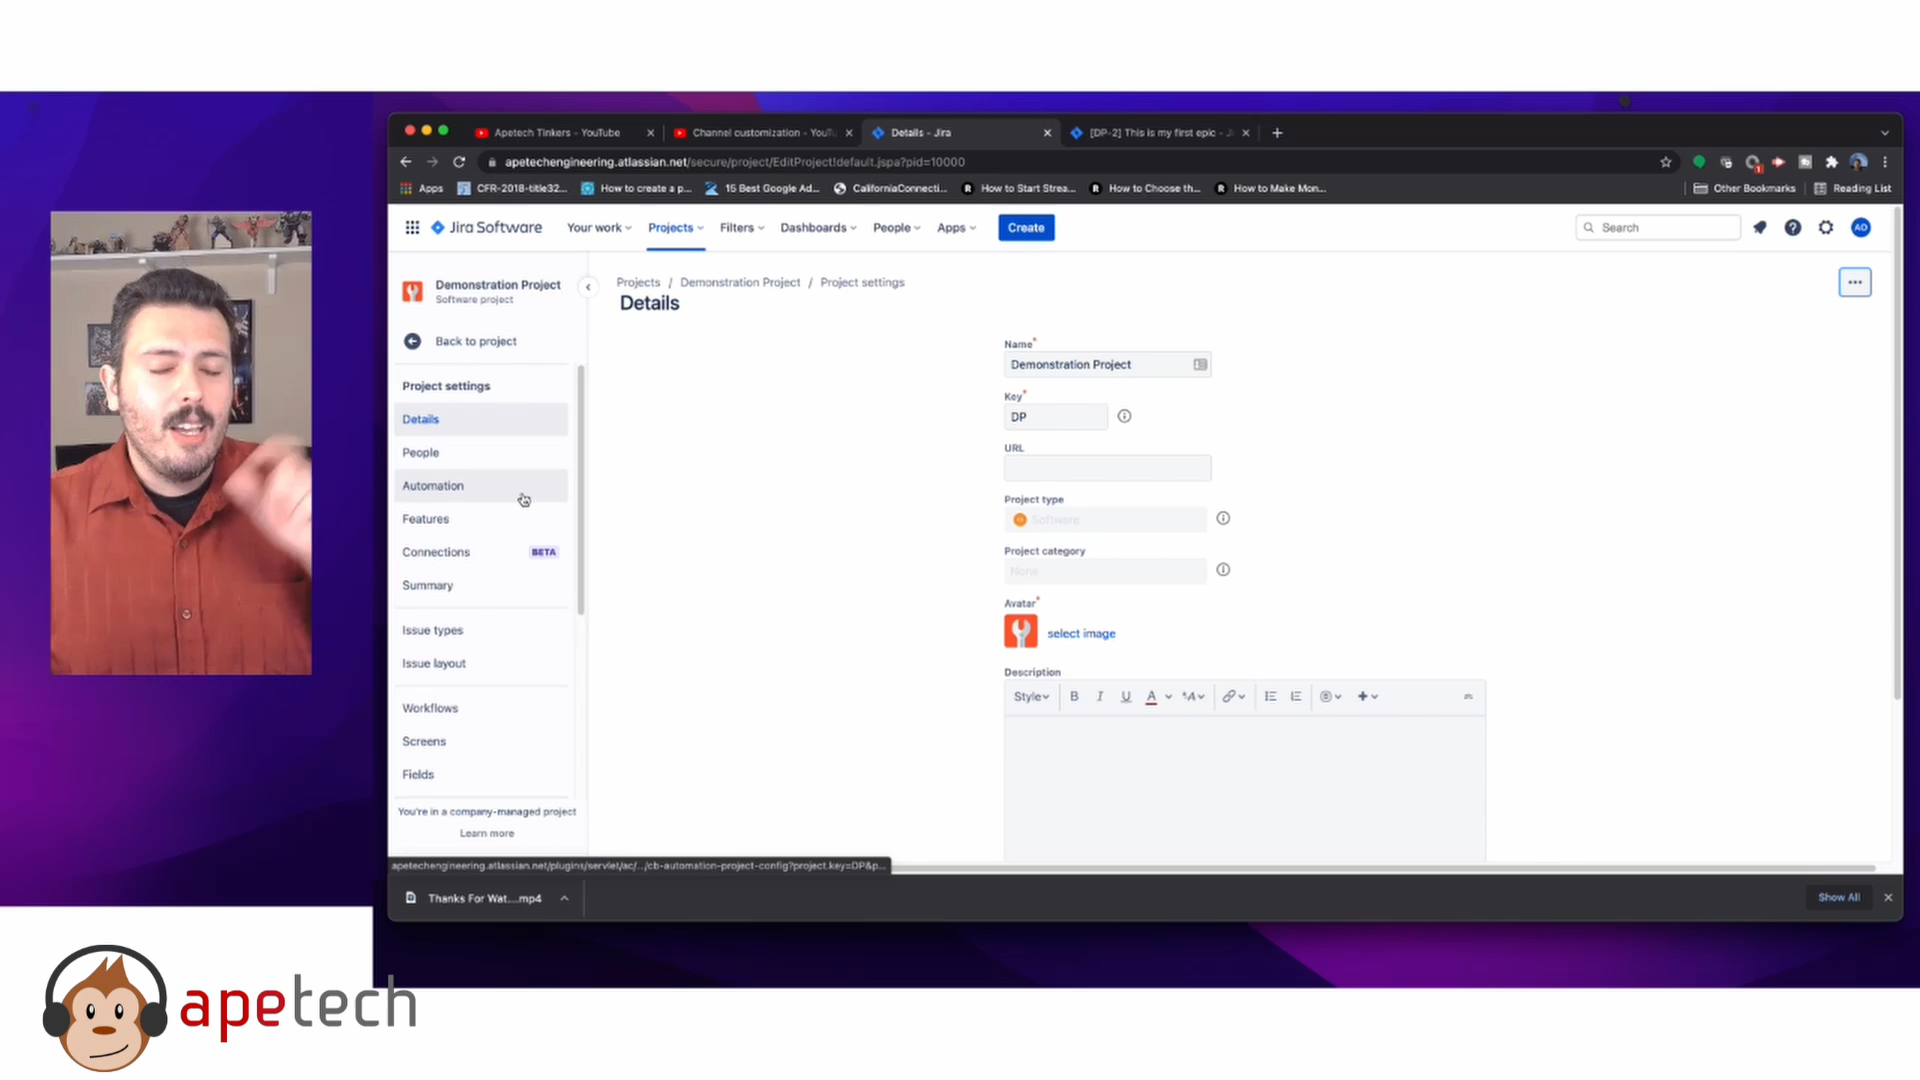 Apetech Tinkers - YouTube
Channel customization - YouTu
Details - Jira
[DP-2] This is my first epic - J
apetechengineering.atlassian.net/secure/project/EditProject!default.jspa?pid=10000
Apps
CFR-2018-title32...
How to create a p...
15 Best Google Ad...
CaliforniaConnecti...
How to Start Strea...
How to Choose th...
How to Make Mon...
Other Bookmarks
Reading List
Jira Software
Your work
Projects
Filters
Dashboards
People
Apps
Create
Search
AO
Demonstration Project
Software project
Back to project
Project settings
Details
People
Automation
Features
Connections BETA
Summary
Issue types
Issue layout
Workflows
Screens
Fields
You're in a company-managed project
Learn more
Projects / Demonstration Project / Project settings
Details
Name*
Demonstration Project
Key*
DP
URL
Project type
Software
Project category
None
Avatar*
select image
Description
Style
B I U A A
apetechengineering.atlassian.net/plugins/servlet/ac/.../cb-automation-project-config?project.key=DP&p...
Thanks For Wat....mp4
Show All
apetech